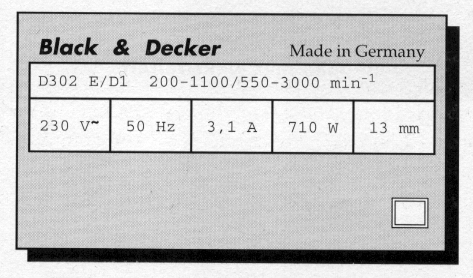 Black & Decker Made in Germany
D302 E/D1 200-1100/550-3000 min⁻¹
230 V~ 50 Hz 3,1 A 710 W 13 mm